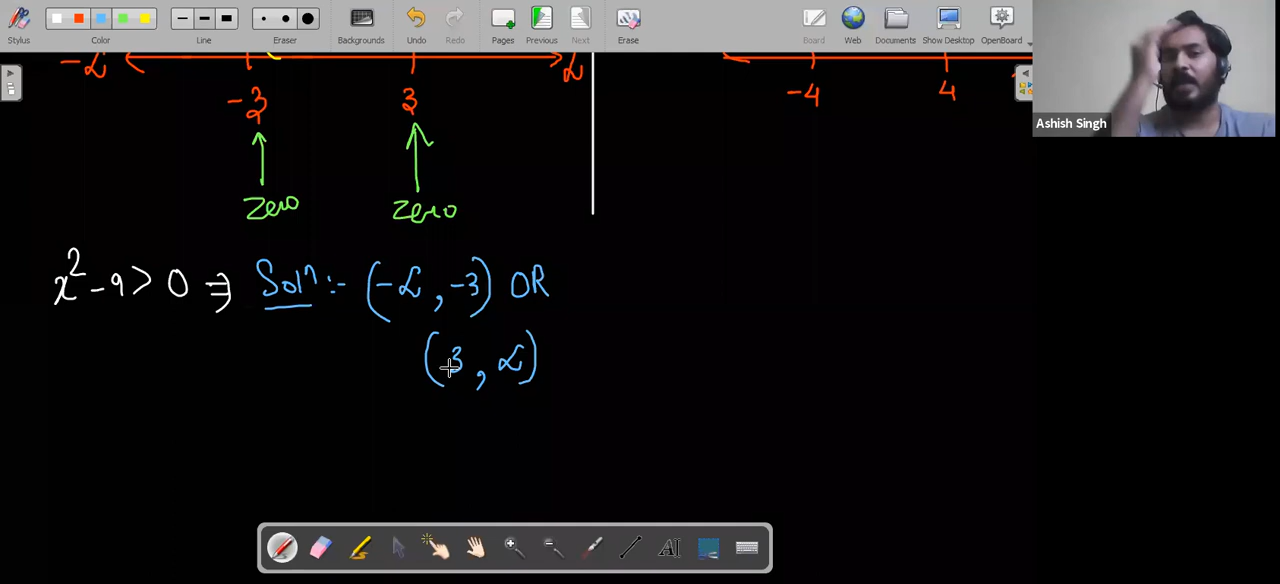 Stylus Color Line Eraser Backgrounds Undo Redo Pages Previous Next Erase Board Web Documents Show Desktop OpenBoard
-∞ ∞
-3 3 -4 4
Ashish Singh
Zero Zero
x² - 9 > 0 ⇒ Solⁿ :- (-∞, -3) OR
(3, ∞)
AI